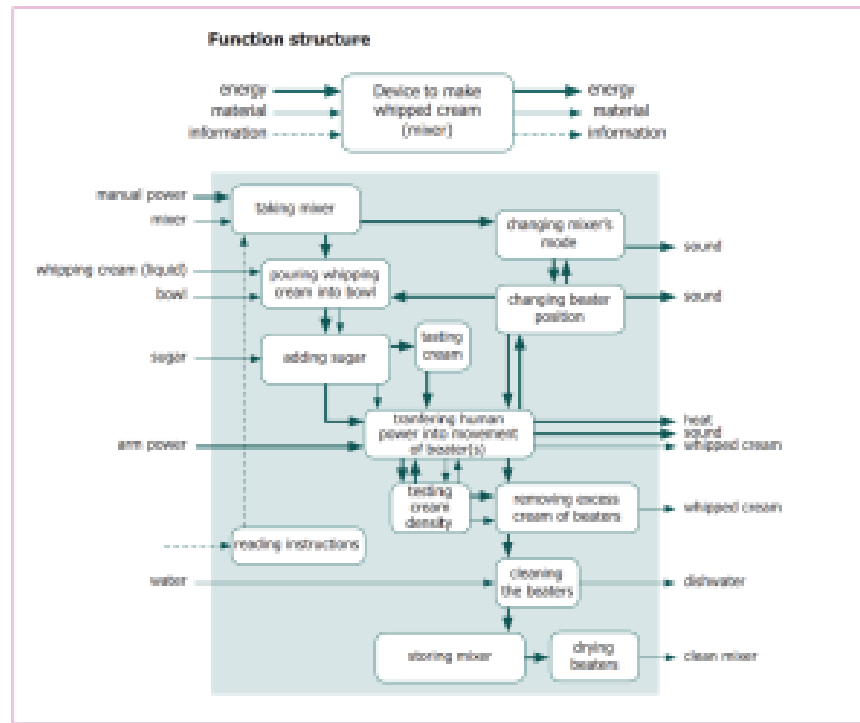 Function structure
energy
material
information
Device to make
whipped cream
(mixer)
energy
material
information
manual power
mixer
taking mixer
changing mixer's
mode
sound
whipping cream (liquid)
bowl
pouring whipping
cream into bowl
changing beater
position
sound
sugar
adding sugar
tasting
cream
arm power
tranfering human
power into movement
of beater(s)
heat
sound
whipped cream
testing
cream
density
removing excess
cream of beaters
whipped cream
reading instructions
water
cleaning
the beaters
dishwater
storing mixer
drying
beaters
clean mixer